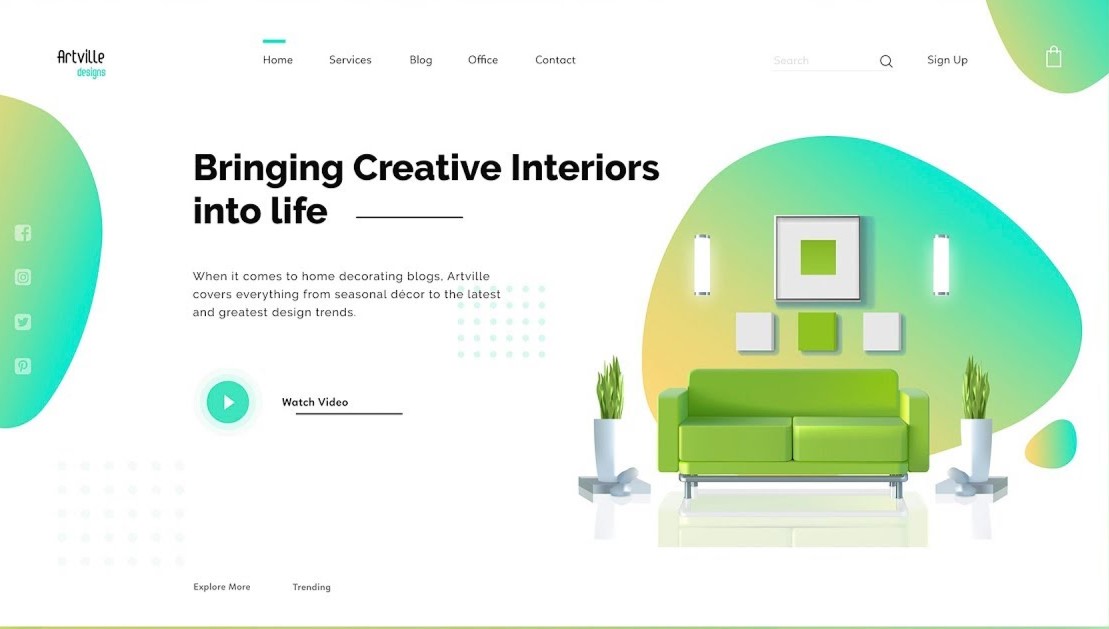 Artville
designs
Home Services Blog Office Contact
Search
Sign Up
Bringing Creative Interiors
into life
When it comes to home decorating blogs, Artville
covers everything from seasonal décor to the latest
and greatest design trends.
Watch Video
Explore More Trending